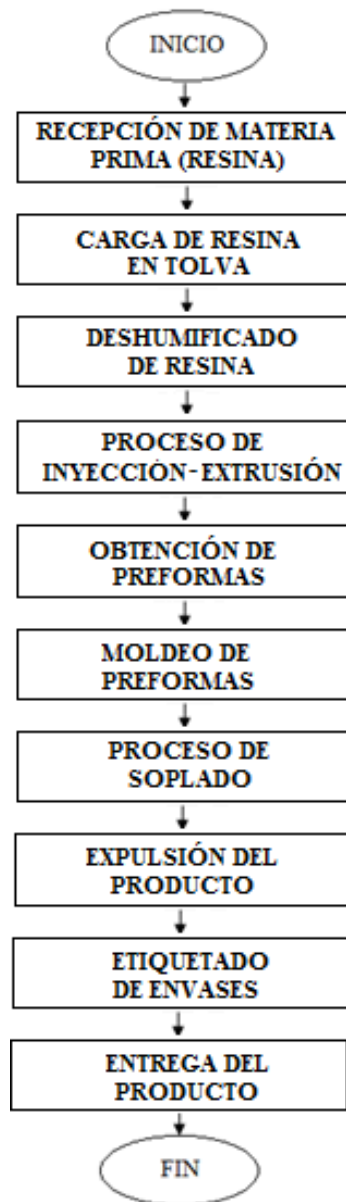 INICIO
RECEPCIÓN DE MATERIA
PRIMA (RESINA)
CARGA DE RESINA
EN TOLVA
DESHUMIFICADO
DE RESINA
PROCESO DE
INYECCIÓN-EXTRUSIÓN
OBTENCIÓN DE
PREFORMAS
MOLDEO DE
PREFORMAS
PROCESO DE
SOPLADO
EXPULSIÓN DEL
PRODUCTO
ETIQUETADO
DE ENVASES
ENTREGA DEL
PRODUCTO
FIN